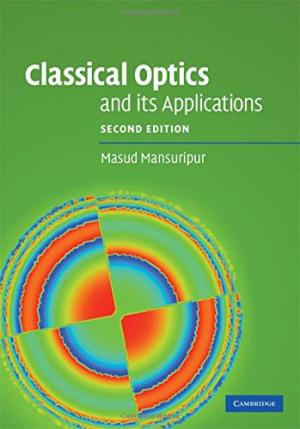 Classical Optics
and its Applications
SECOND EDITION
Masud Mansuripur
CAMBRIDGE